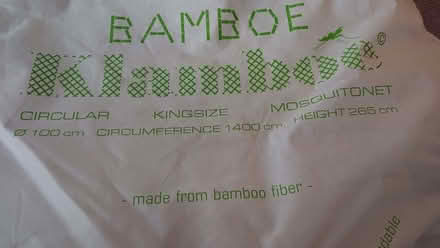 BAMBOE
Klamboe©
CIRCULAR KINGSIZE MOSQUITONET
Ø 100 cm CIRCUMFERENCE 1400 cm HEIGHT 265 cm
- made from bamboo fiber -